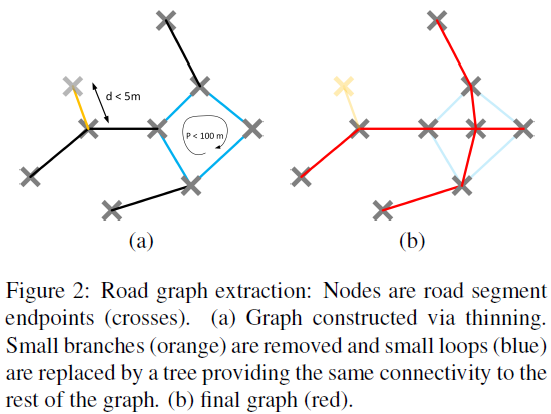 d < 5m
P < 100 m
(a)
(b)
Figure 2: Road graph extraction: Nodes are road segment
endpoints (crosses). (a) Graph constructed via thinning.
Small branches (orange) are removed and small loops (blue)
are replaced by a tree providing the same connectivity to the
rest of the graph. (b) final graph (red).